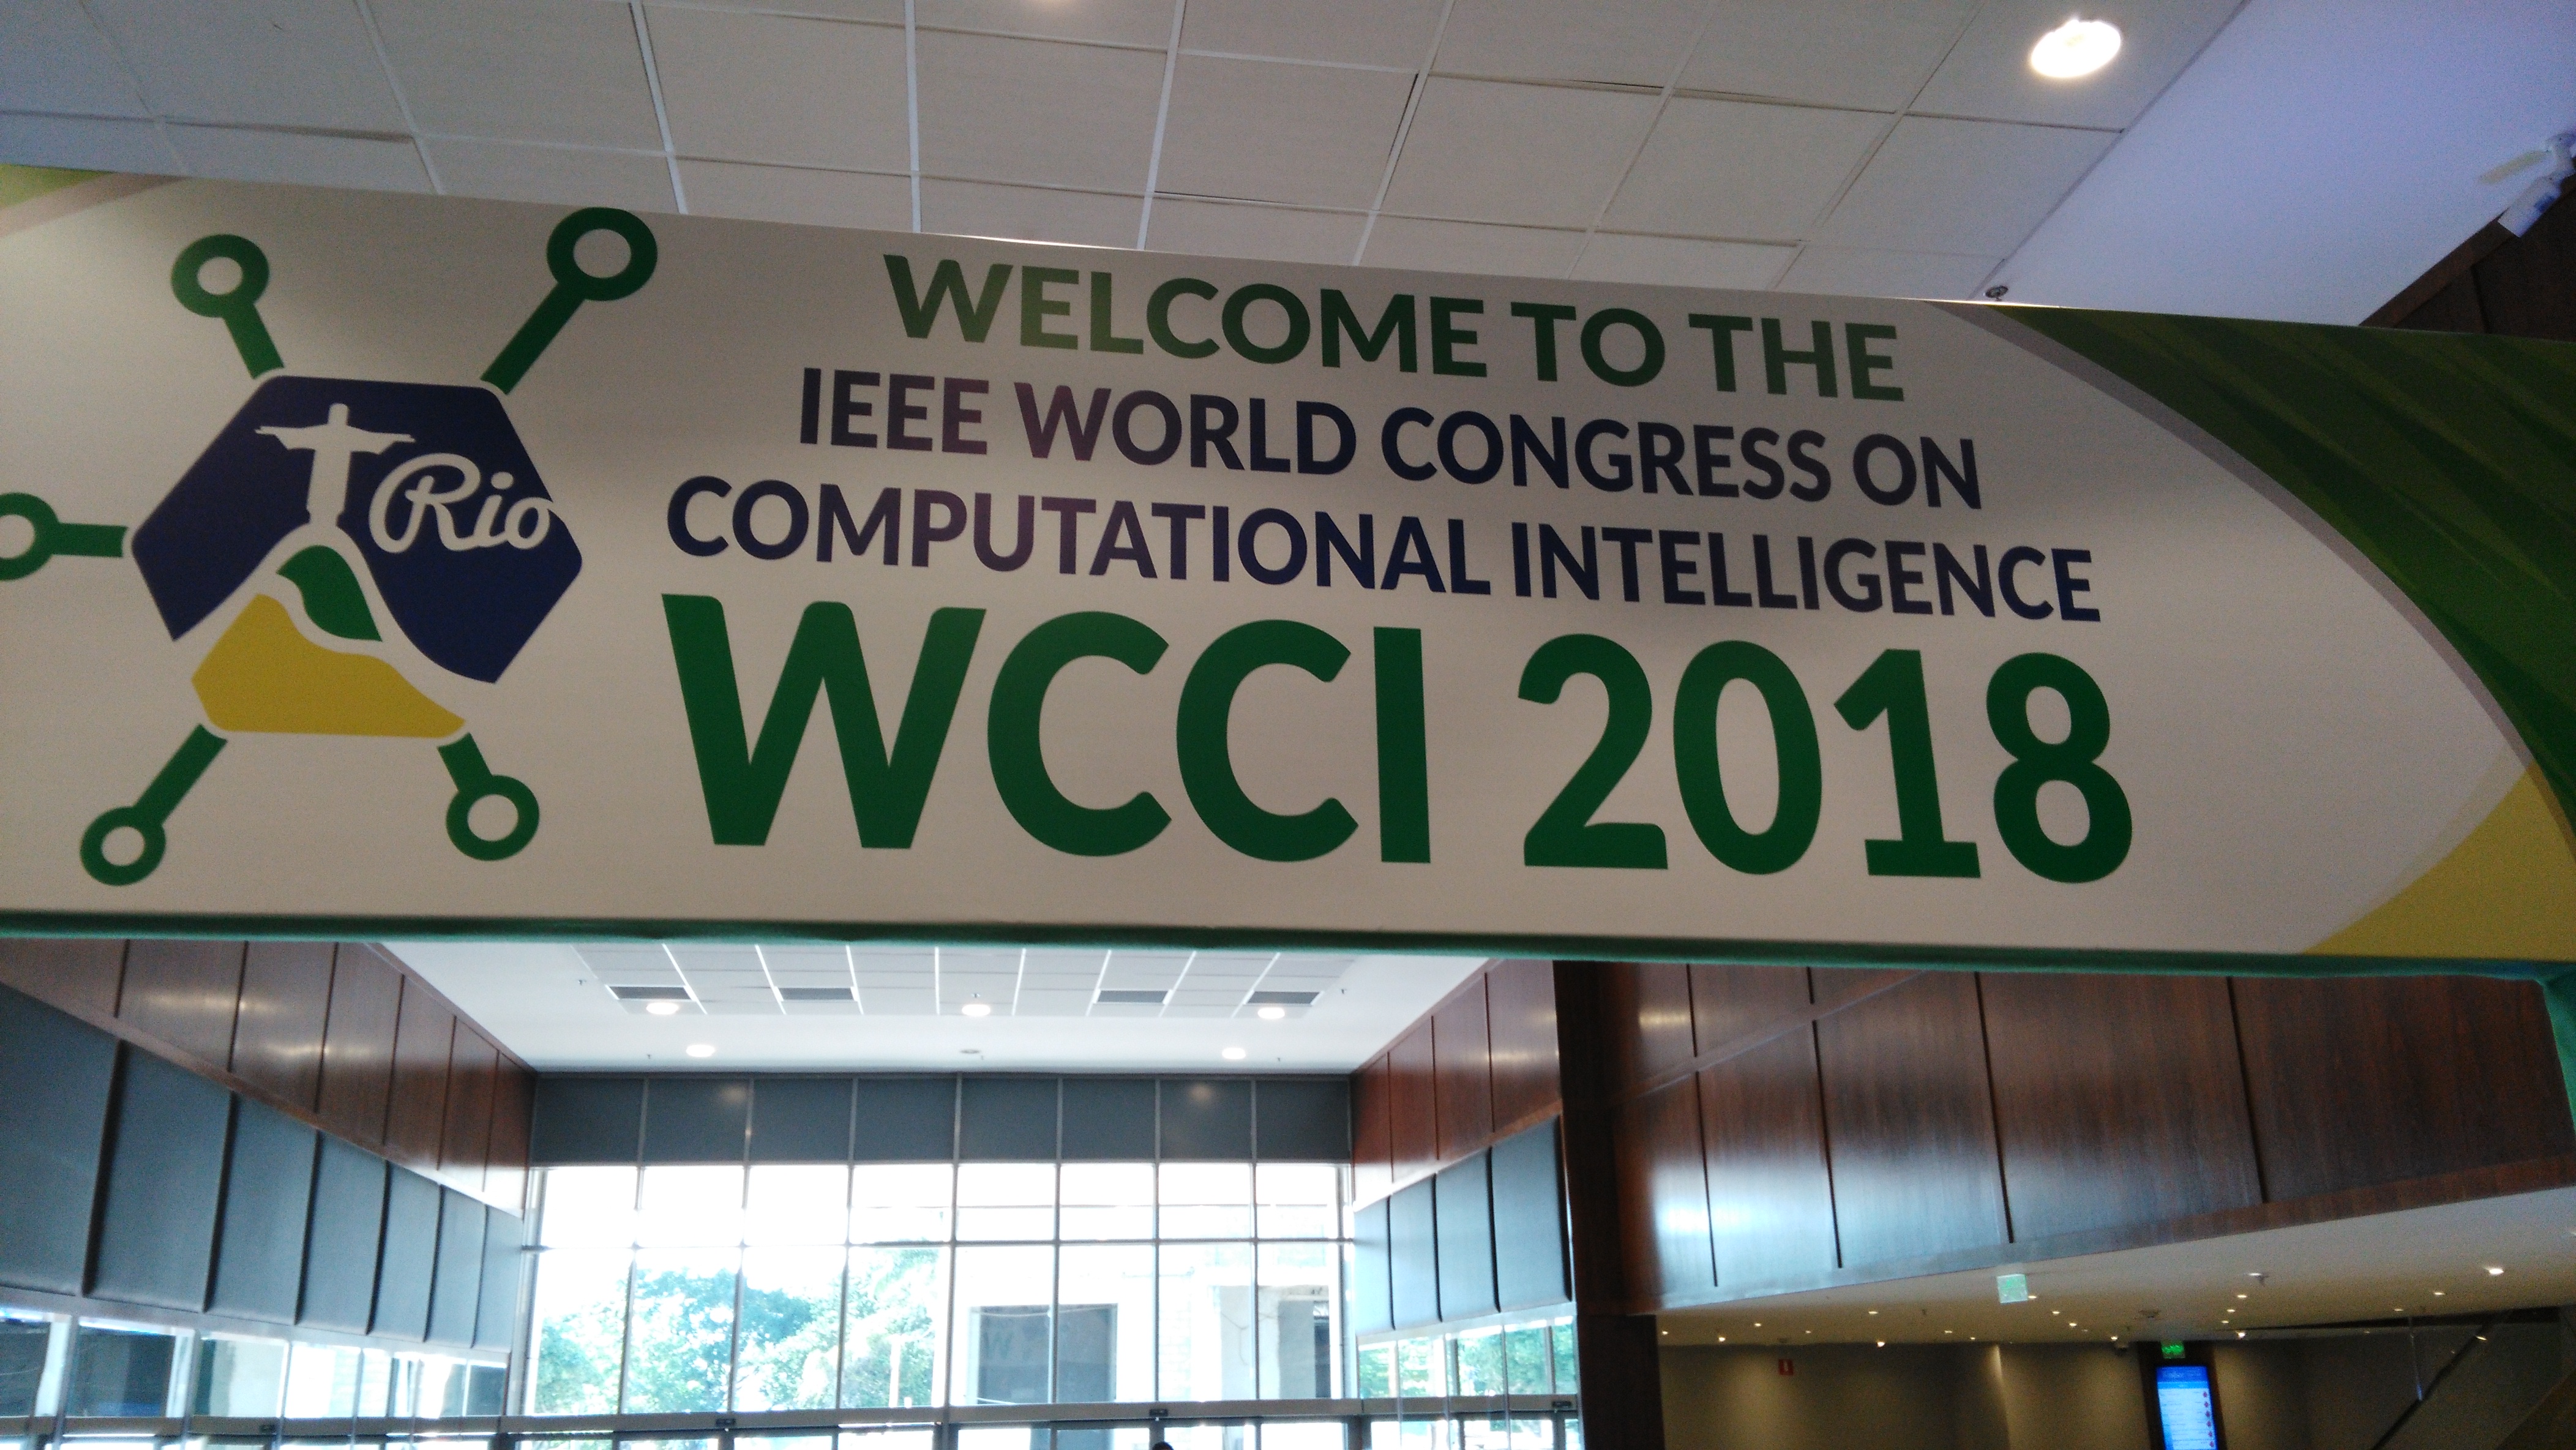 Rio
WELCOME TO THE
IEEE WORLD CONGRESS ON
COMPUTATIONAL INTELLIGENCE
WCCI 2018